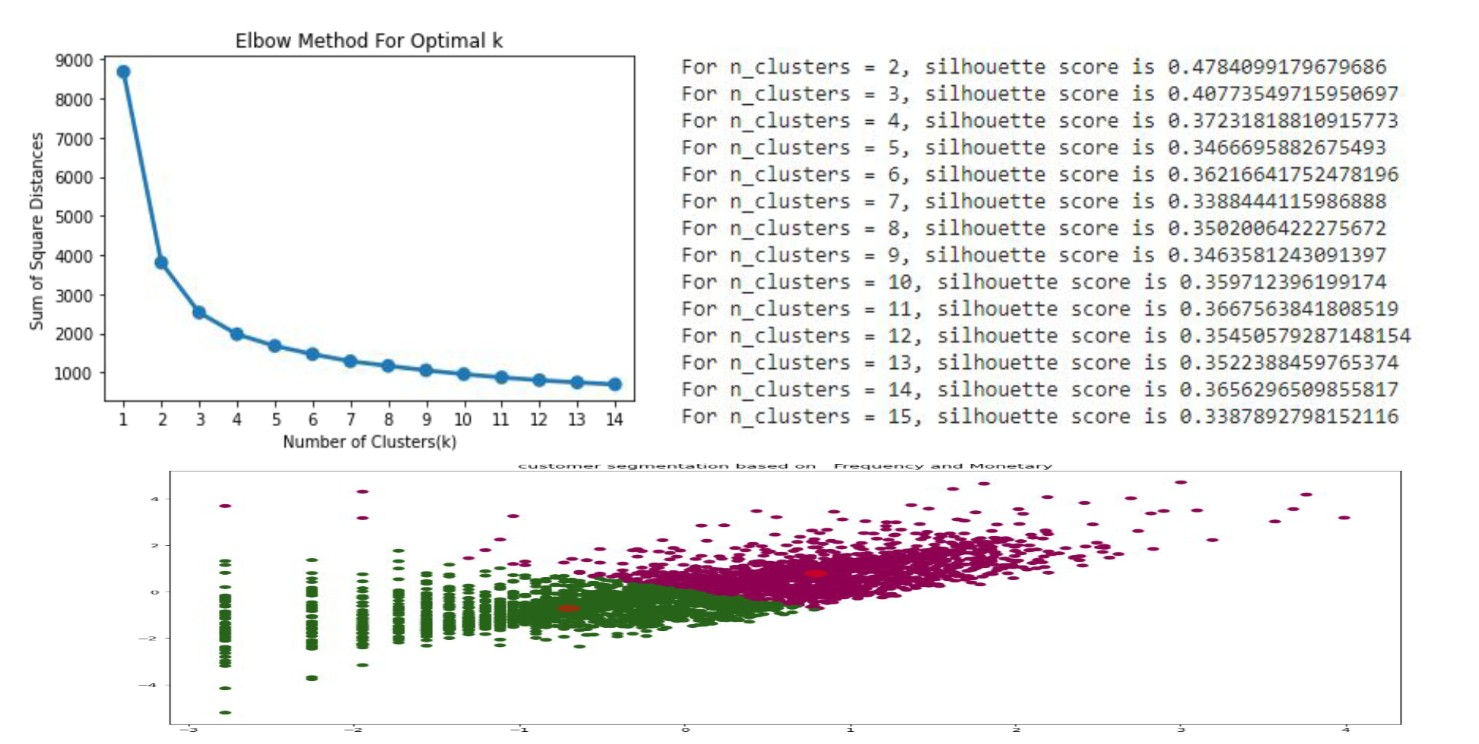 Elbow Method For Optimal k
9000
8000
7000
6000
5000
4000
3000
2000
1000
Sum of Square Distances
1 2 3 4 5 6 7 8 9 10 11 12 13 14
Number of Clusters(k)
For n_clusters = 2, silhouette score is 0.4784099179679686
For n_clusters = 3, silhouette score is 0.40773549715950697
For n_clusters = 4, silhouette score is 0.37231818810915773
For n_clusters = 5, silhouette score is 0.3466695882675493
For n_clusters = 6, silhouette score is 0.36216641752478196
For n_clusters = 7, silhouette score is 0.3388444115986888
For n_clusters = 8, silhouette score is 0.3502006422275672
For n_clusters = 9, silhouette score is 0.3463581243091397
For n_clusters = 10, silhouette score is 0.359712396199174
For n_clusters = 11, silhouette score is 0.3667563841808519
For n_clusters = 12, silhouette score is 0.35450579287148154
For n_clusters = 13, silhouette score is 0.3522388459765374
For n_clusters = 14, silhouette score is 0.3656296509855817
For n_clusters = 15, silhouette score is 0.3387892798152116
customer segmentation based on Frequency and Monetary
4
2
0
−2
−4
−3 −2 −1 0 1 2 3 4